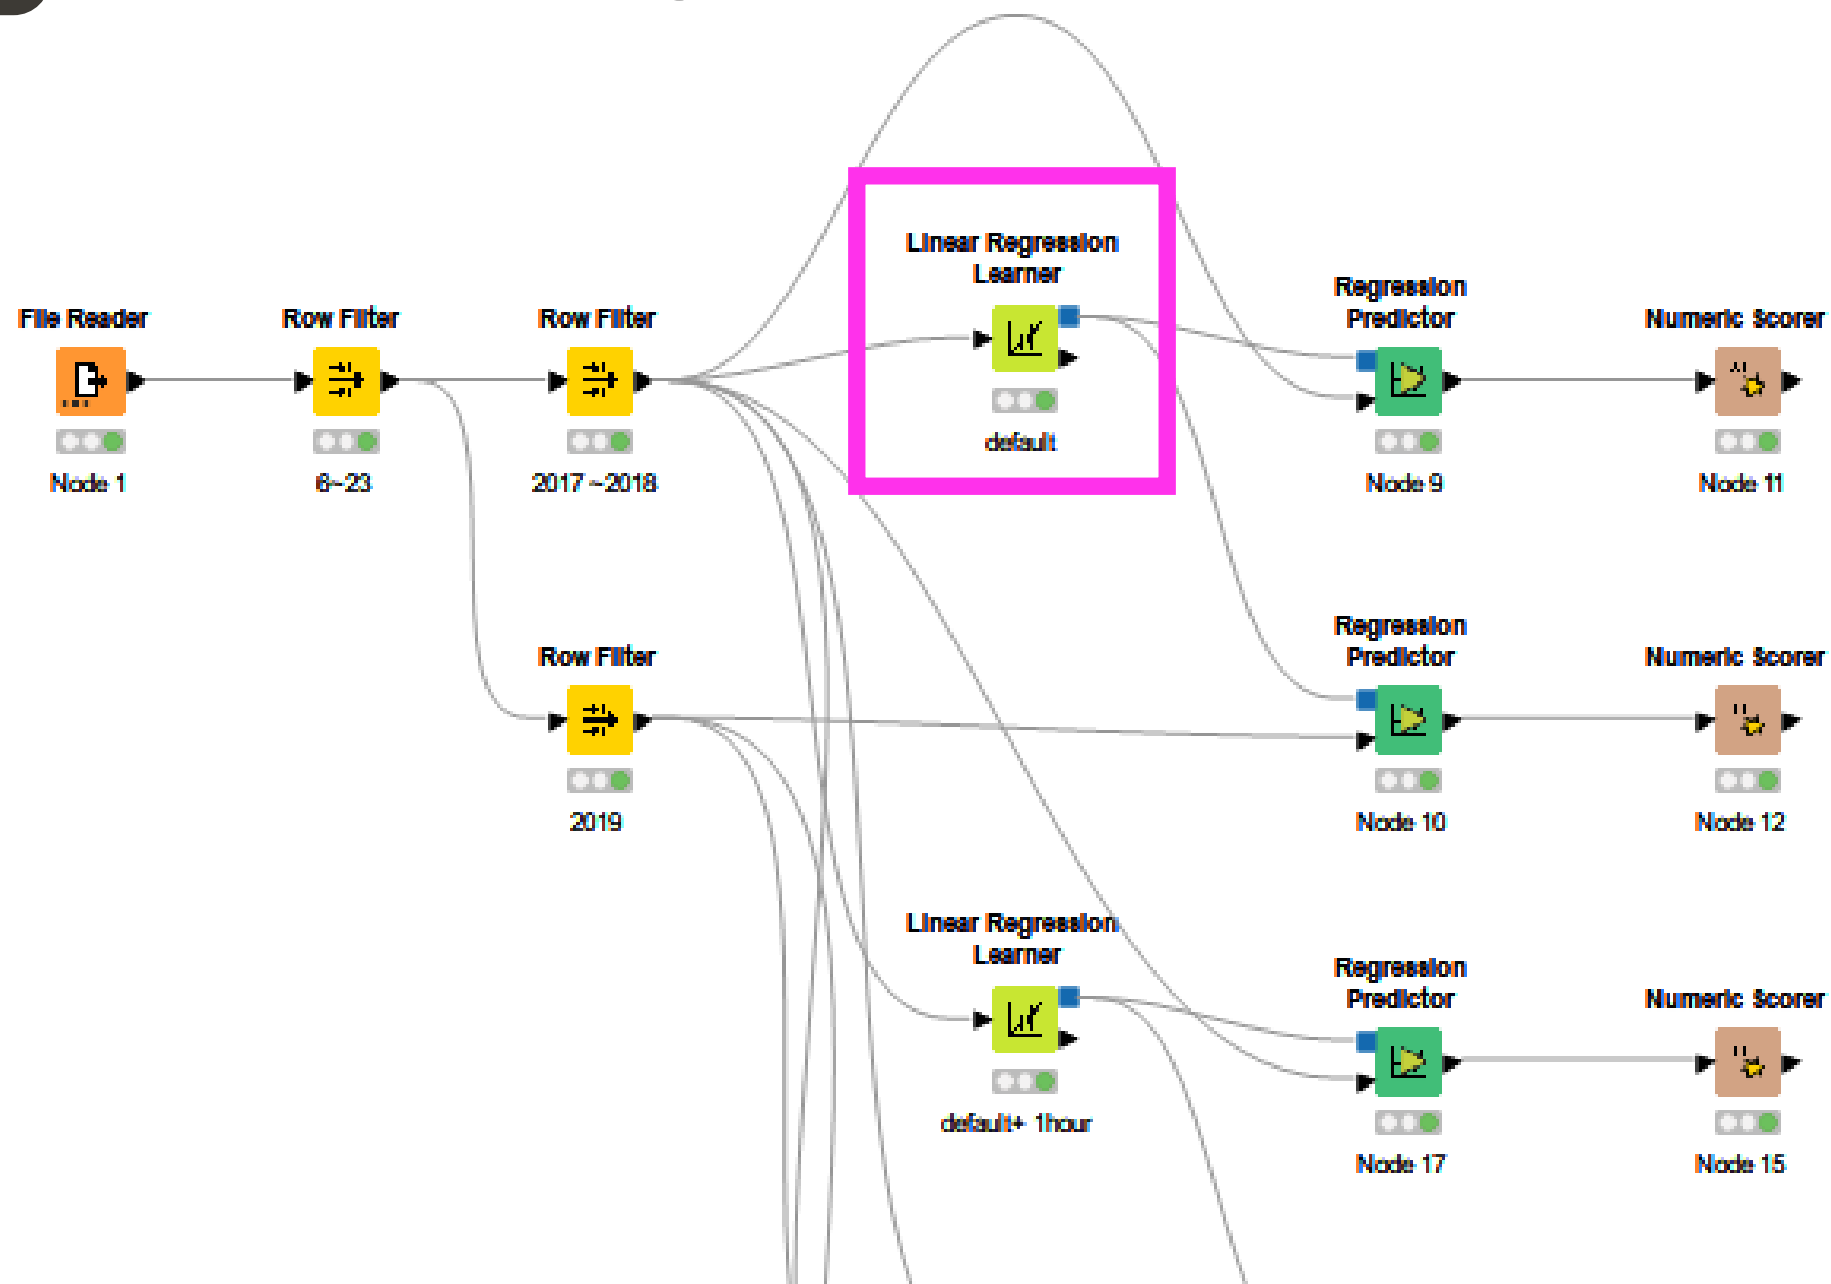 Linear Regression
Learner
default
File Reader
Node 1
Row Filter
6~23
Row Filter
2017 ~2018
Regression
Predictor
Node 9
Numeric Scorer
Node 11
Row Filter
2019
Regression
Predictor
Node 10
Numeric Scorer
Node 12
Linear Regression
Learner
default+ 1hour
Regression
Predictor
Node 17
Numeric Scorer
Node 15